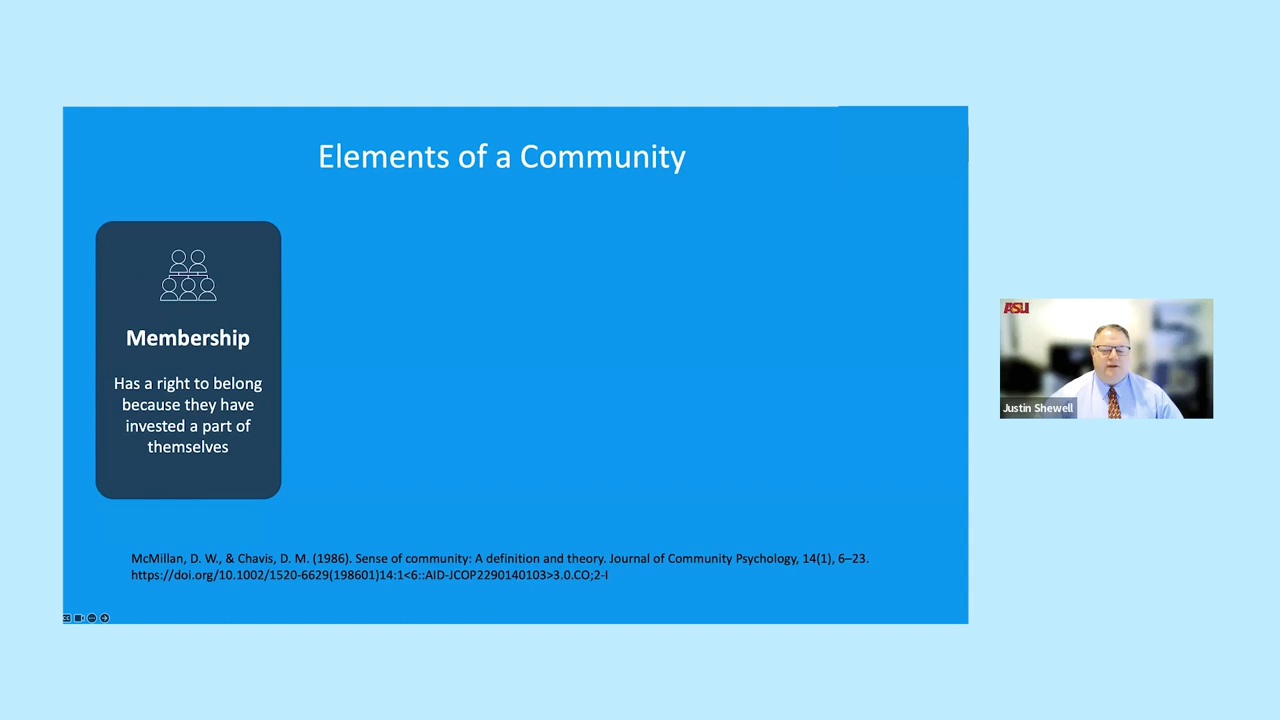 Elements of a Community
Membership
Has a right to belong
because they have
invested a part of
themselves
McMillan, D. W., & Chavis, D. M. (1986). Sense of community: A definition and theory. Journal of Community Psychology, 14(1), 6–23.
https://doi.org/10.1002/1520-6629(198601)14:1<6::AID-JCOP2290140103>3.0.CO;2-I
ASU
Justin Shewell